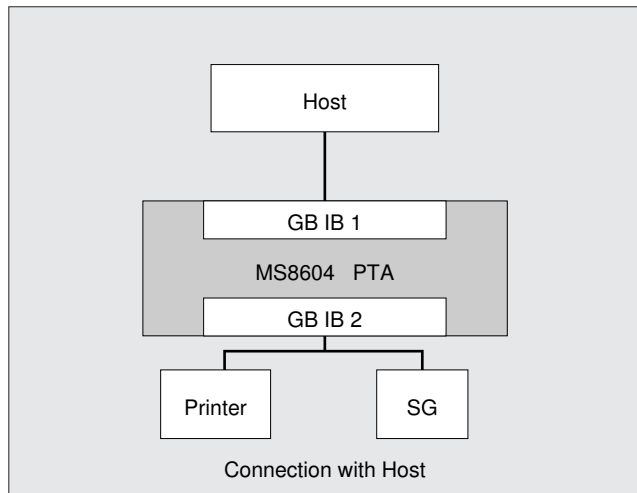 Host
GB IB 1
MS8604 PTA
GB IB 2
Printer
SG
Connection with Host